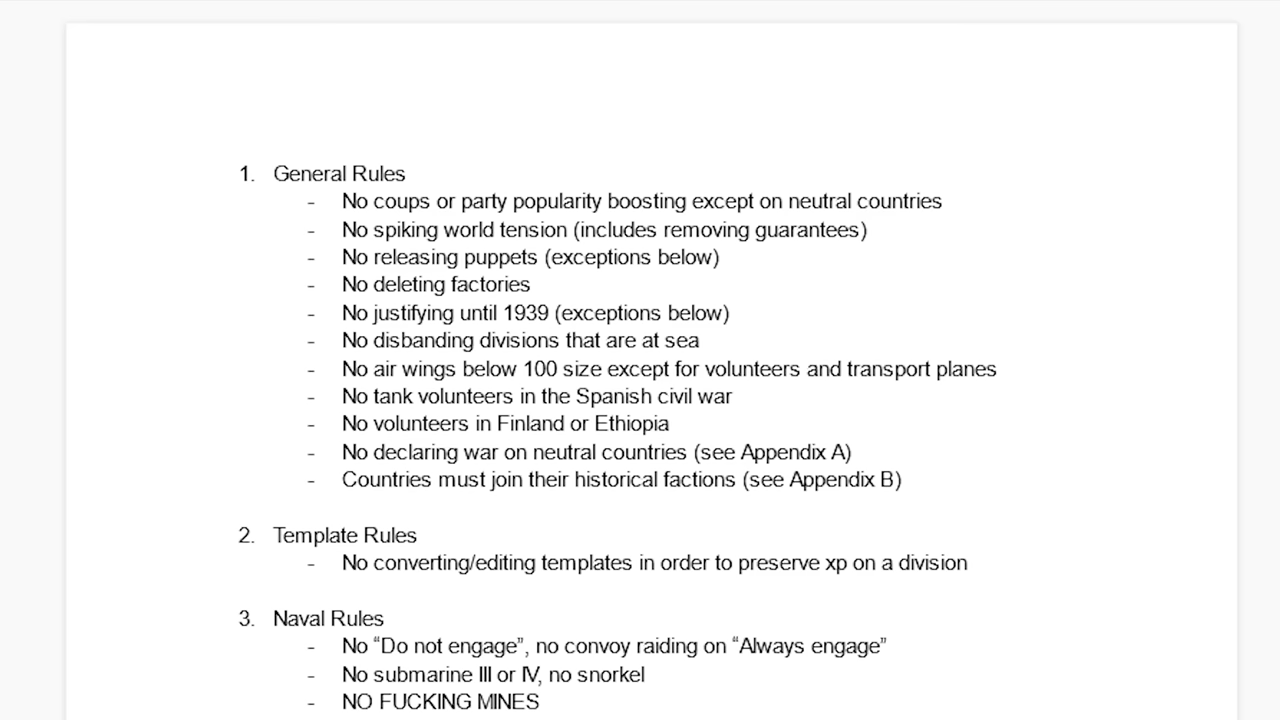 1. General Rules
- No coups or party popularity boosting except on neutral countries
- No spiking world tension (includes removing guarantees)
- No releasing puppets (exceptions below)
- No deleting factories
- No justifying until 1939 (exceptions below)
- No disbanding divisions that are at sea
- No air wings below 100 size except for volunteers and transport planes
- No tank volunteers in the Spanish civil war
- No volunteers in Finland or Ethiopia
- No declaring war on neutral countries (see Appendix A)
- Countries must join their historical factions (see Appendix B)
2. Template Rules
- No converting/editing templates in order to preserve xp on a division
3. Naval Rules
- No “Do not engage”, no convoy raiding on “Always engage”
- No submarine III or IV, no snorkel
- NO FUCKING MINES